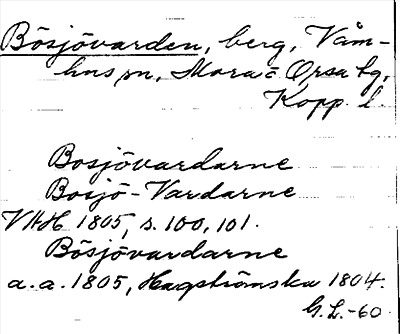 Bösjövarden, berg, Våm-
hus sn, Mora o Orsa tg,
Kopp. l.
Bosjövardarne
Bosjö-Vardarne
VAH 1805, s. 100, 101.
Bösjövardarne
a.a. 1805, Hagströmska 1804.
G.L. -60